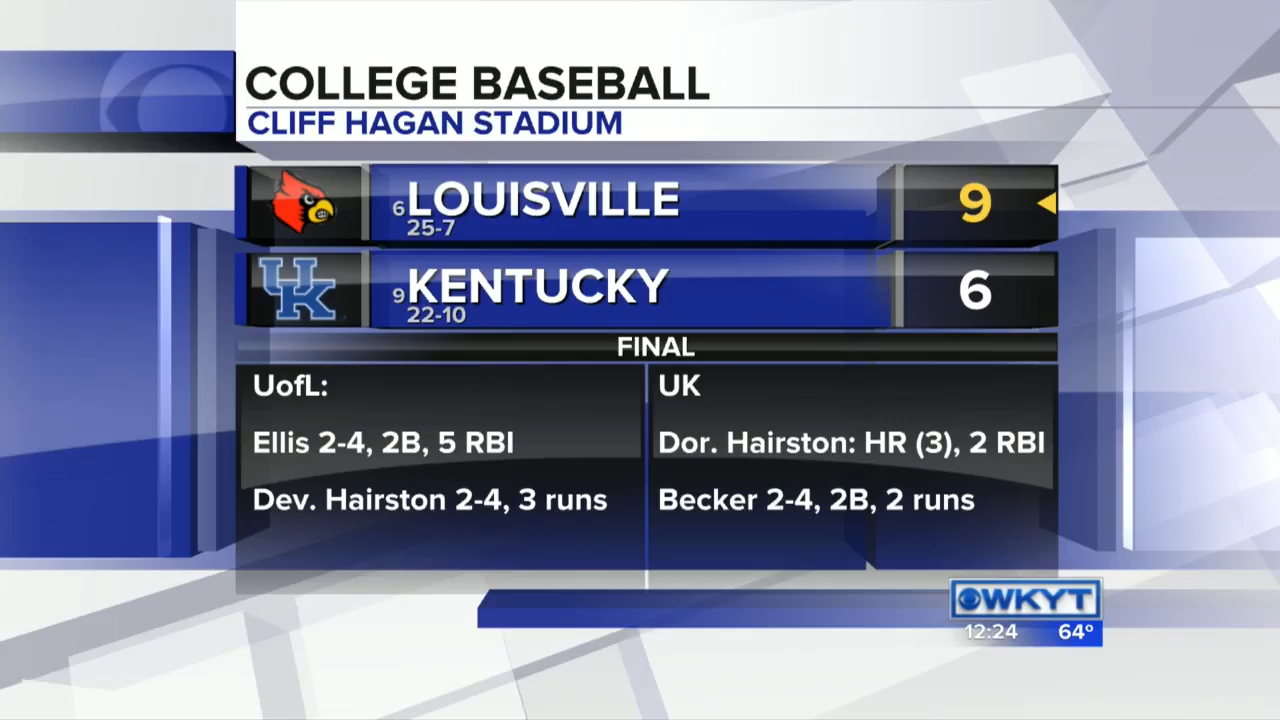 COLLEGE BASEBALL
CLIFF HAGAN STADIUM
6 LOUISVILLE 9
25-7
UK
9 KENTUCKY 6
22-10
FINAL
UofL:
Ellis 2-4, 2B, 5 RBI
Dev. Hairston 2-4, 3 runs
UK
Dor. Hairston: HR (3), 2 RBI
Becker 2-4, 2B, 2 runs
WKYT
12:24 64°